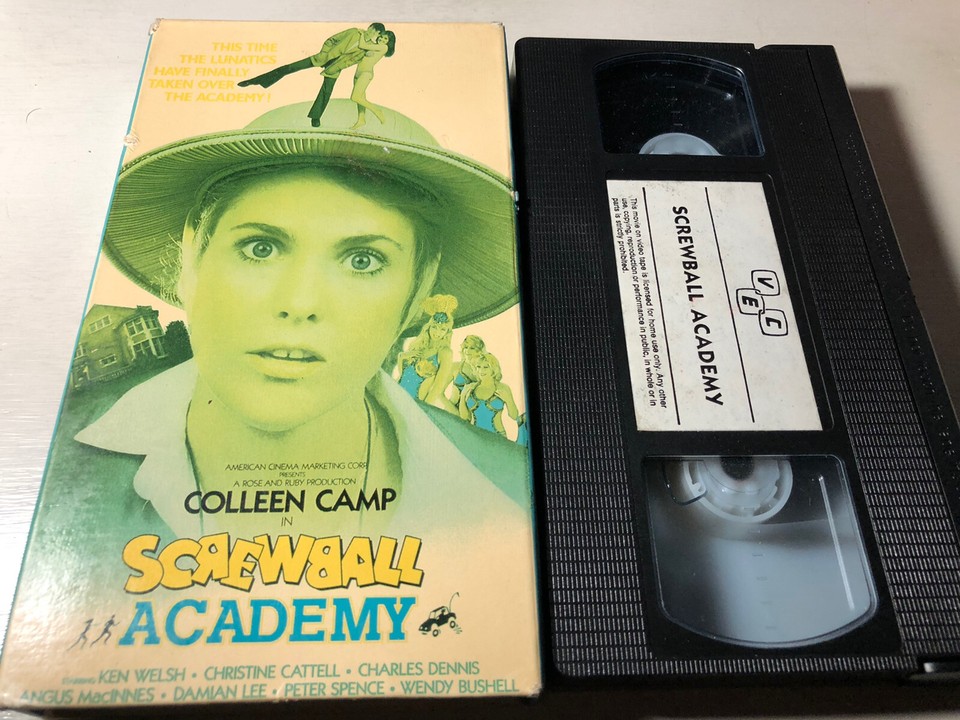 THIS TIME
THE LUNATICS
HAVE FINALLY
TAKEN OVER
THE ACADEMY!
AMERICAN CINEMA MARKETING CORP.
PRESENTS
A ROSE AND RUBY PRODUCTION
COLLEEN CAMP
IN
SCREWBALL
ACADEMY
STARRING KEN WELSH • CHRISTINE CATTELL • CHARLES DENNIS
ANGUS MacINNES • DAMIAN LEE • PETER SPENCE • WENDY BUSHELL
VEC
SCREWBALL ACADEMY
This movie on video tape is licensed for home use only. Any other
use, copying, reproduction or performance in public, in whole or in
parts is strictly prohibited.